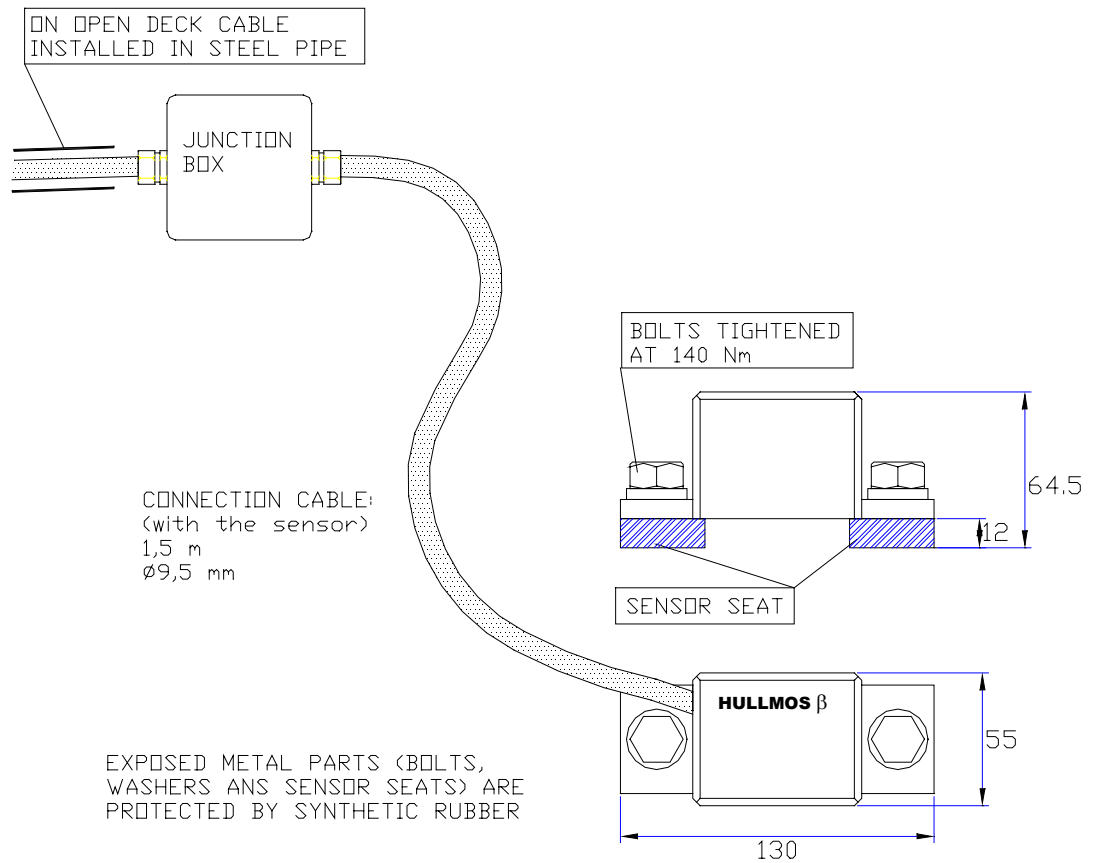 ON OPEN DECK CABLE
INSTALLED IN STEEL PIPE
JUNCTION
BOX
BOLTS TIGHTENED
AT 140 Nm
64.5
12
CONNECTION CABLE:
(with the sensor)
1,5 m
Ø9,5 mm
SENSOR SEAT
HULLMOS β
55
EXPOSED METAL PARTS (BOLTS,
WASHERS ANS SENSOR SEATS) ARE
PROTECTED BY SYNTHETIC RUBBER
130